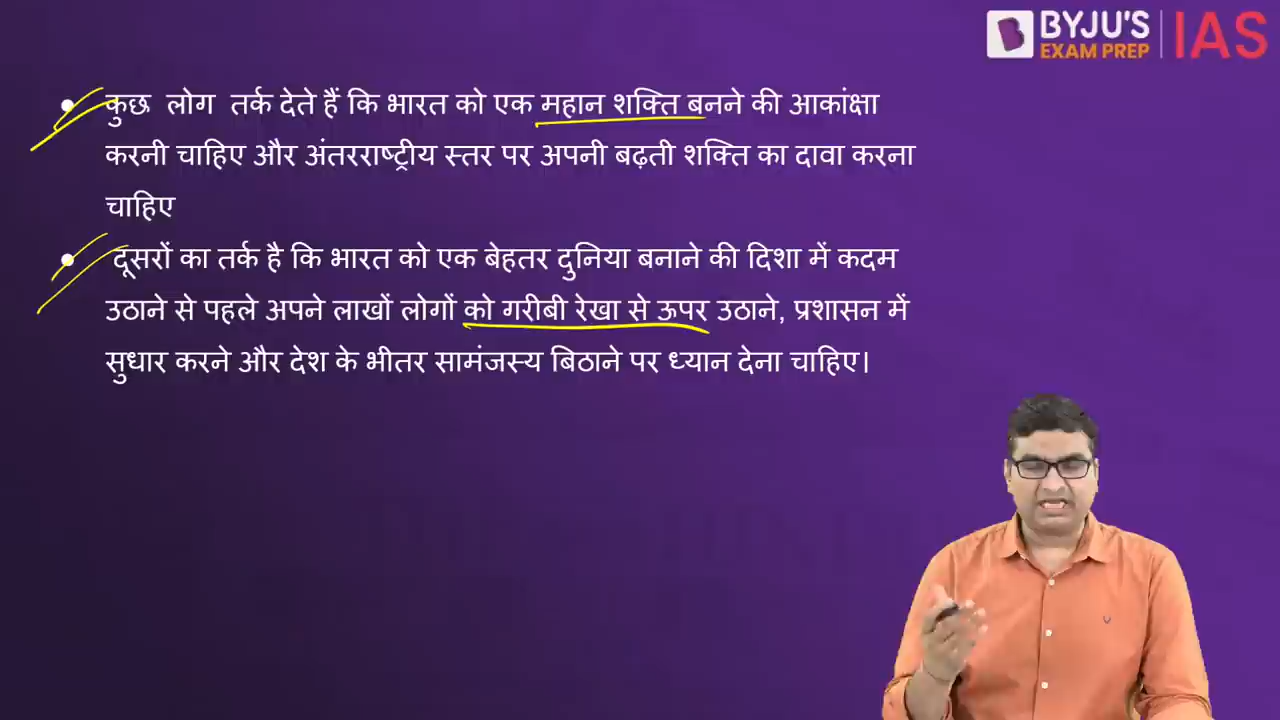 BYJU'S
EXAM PREP
IAS
कुछ लोग तर्क देते हैं कि भारत को एक महान शक्ति बनने की आकांक्षा
करनी चाहिए और अंतरराष्ट्रीय स्तर पर अपनी बढ़ती शक्ति का दावा करना
चाहिए
दूसरों का तर्क है कि भारत को एक बेहतर दुनिया बनाने की दिशा में कदम
उठाने से पहले अपने लाखों लोगों को गरीबी रेखा से ऊपर उठाने, प्रशासन में
सुधार करने और देश के भीतर सामंजस्य बिठाने पर ध्यान देना चाहिए।